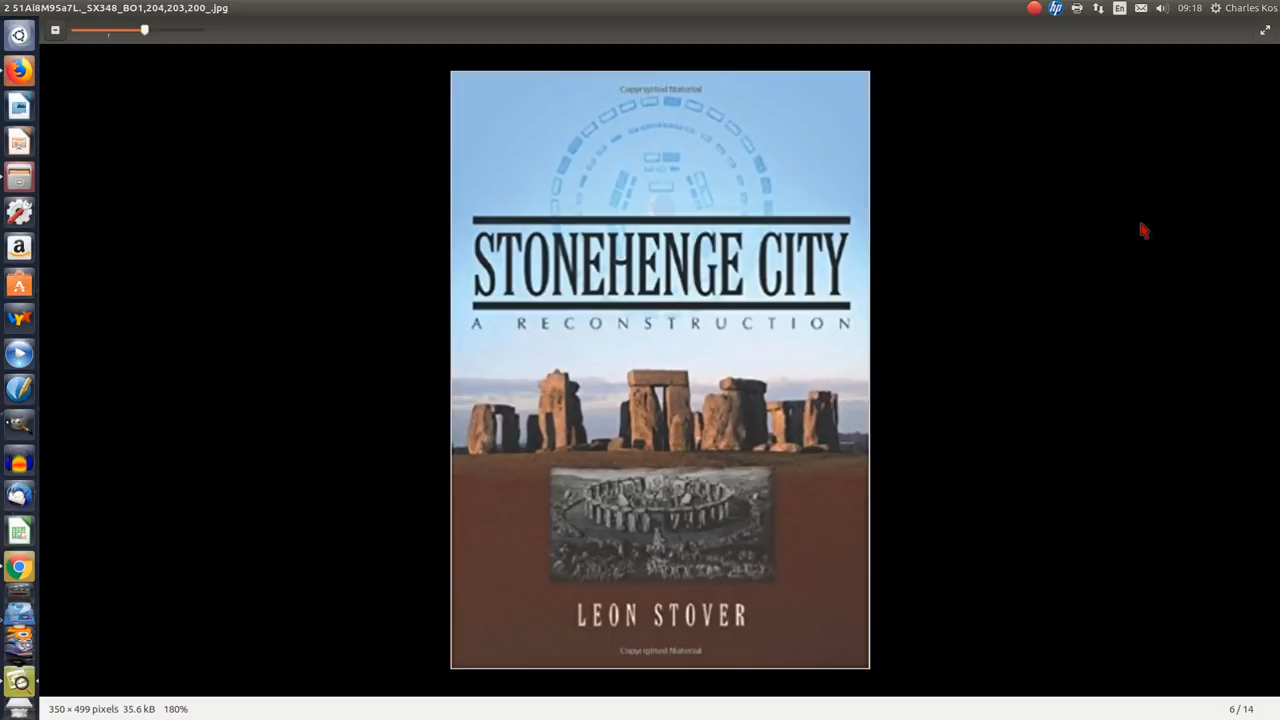 2 51Ai8M9Sa7L._SX348_BO1,204,203,200_.jpg
En
09:18
Charles Kos
Copyrighted Material
STONEHENGE CITY
A RECONSTRUCTION
LEON STOVER
Copyrighted Material
350 × 499 pixels 35.6 kB 180%
6 / 14